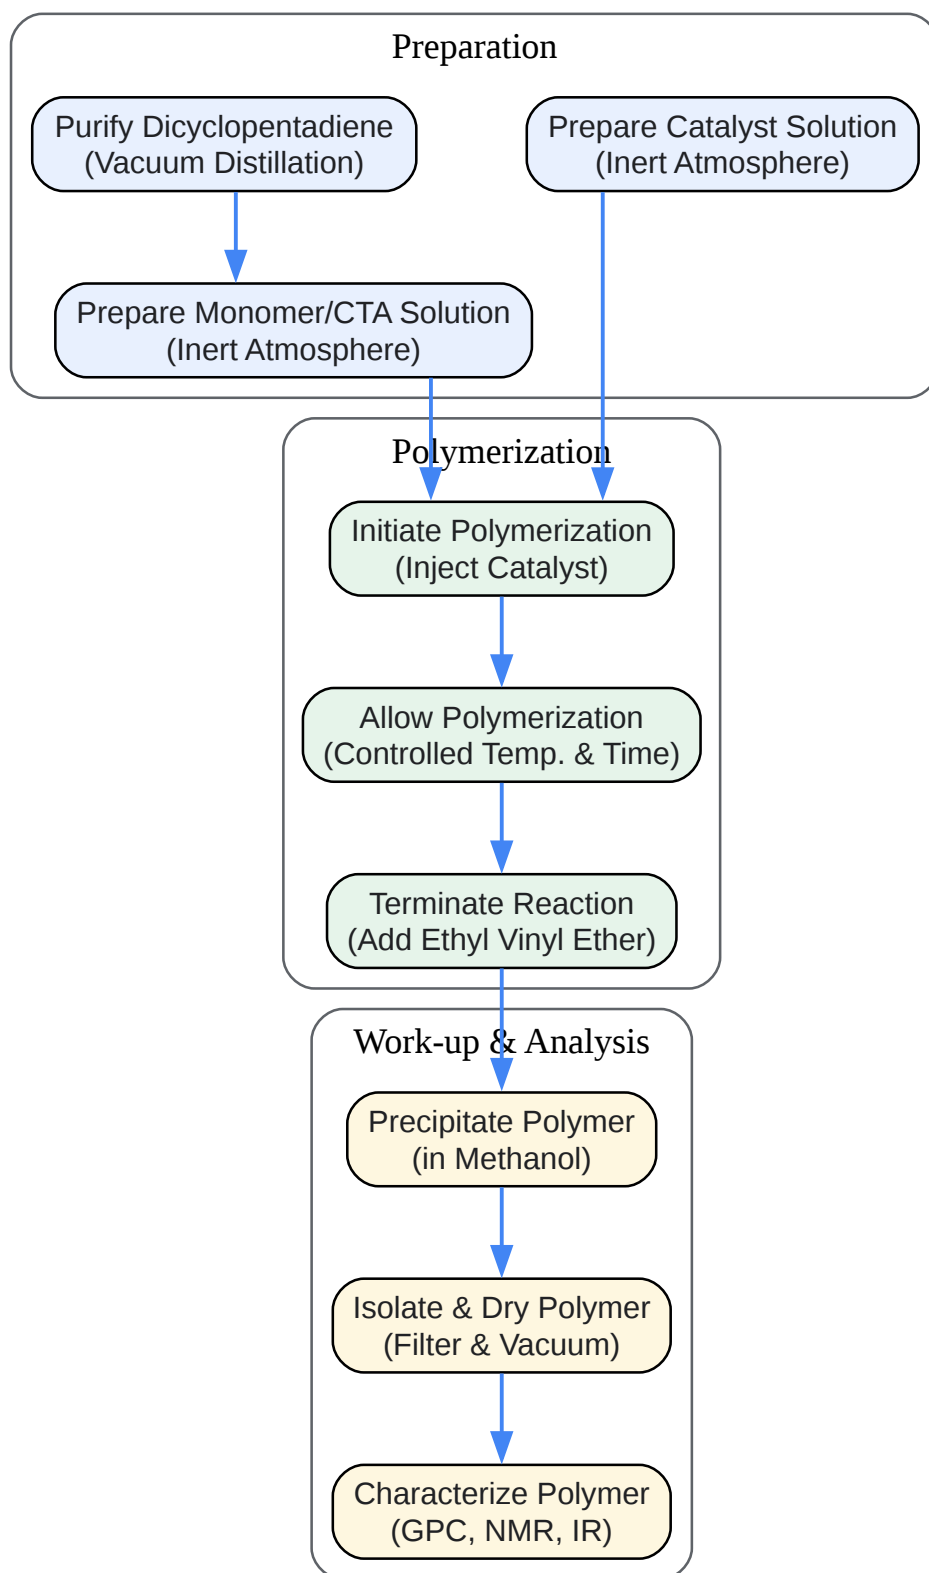 Preparation
Purify Dicyclopentadiene
(Vacuum Distillation)
Prepare Catalyst Solution
(Inert Atmosphere)
Prepare Monomer/CTA Solution
(Inert Atmosphere)
Polymerization
Initiate Polymerization
(Inject Catalyst)
Allow Polymerization
(Controlled Temp. & Time)
Terminate Reaction
(Add Ethyl Vinyl Ether)
Work-up & Analysis
Precipitate Polymer
(in Methanol)
Isolate & Dry Polymer
(Filter & Vacuum)
Characterize Polymer
(GPC, NMR, IR)